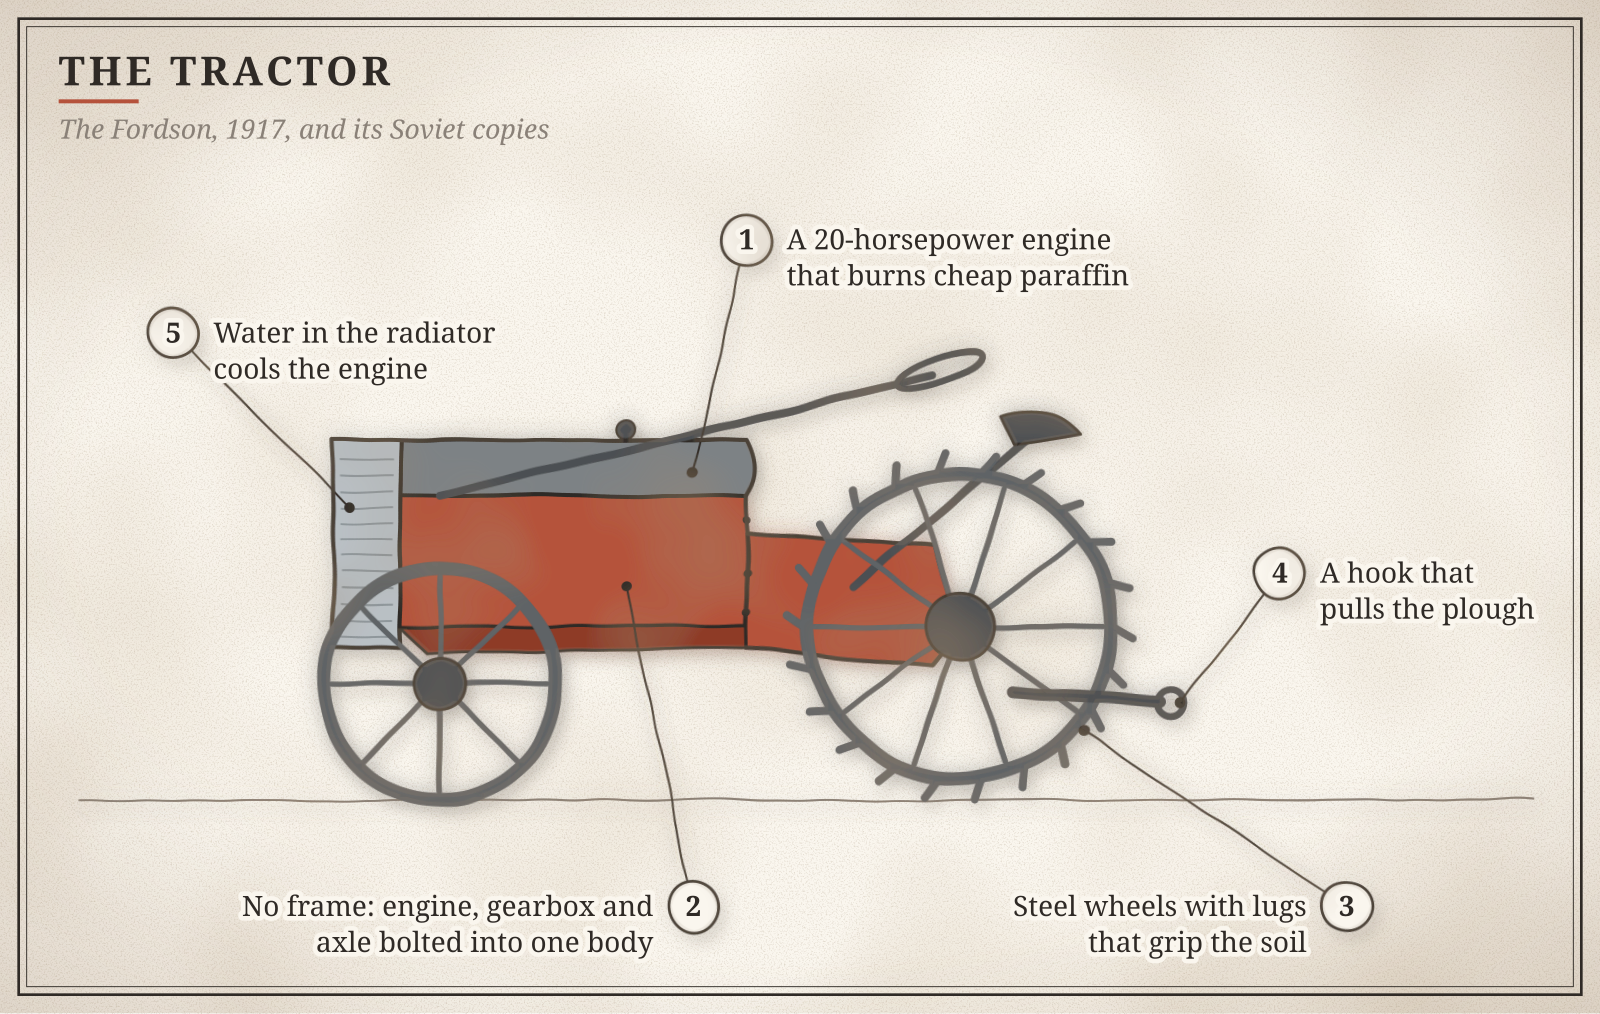 THE TRACTOR
The Fordson, 1917, and its Soviet copies
1
A 20-horsepower engine
that burns cheap paraffin
5
Water in the radiator
cools the engine
4
A hook that
pulls the plough
No frame: engine, gearbox and
axle bolted into one body
2
Steel wheels with lugs
that grip the soil
3